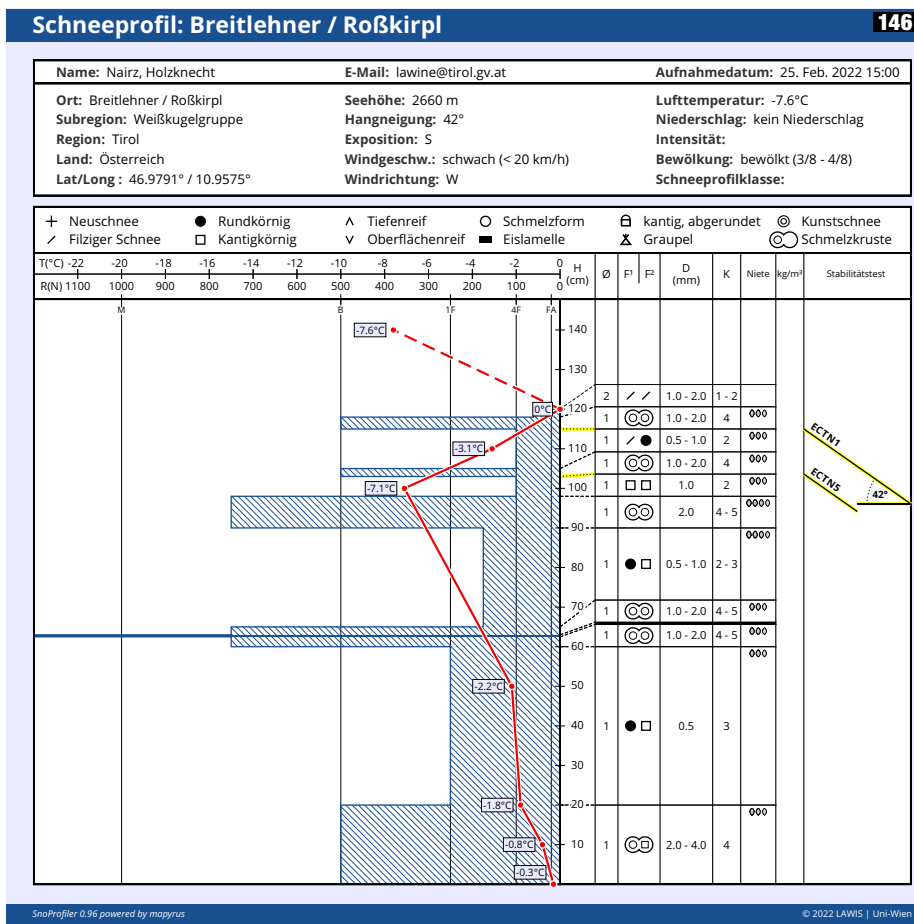 Schneeprofil: Breitlehner / Roßkirpl
146
Name: Nairz, Holzknecht E-Mail: lawine@tirol.gv.at Aufnahmedatum: 25. Feb. 2022 15:00
Ort: Breitlehner / Roßkirpl Seehöhe: 2660 m Lufttemperatur: -7.6°C
Subregion: Weißkugelgruppe Hangneigung: 42° Niederschlag: kein Niederschlag
Region: Tirol Exposition: S Intensität:
Land: Österreich Windgeschw.: schwach (< 20 km/h) Bewölkung: bewölkt (3/8 - 4/8)
Lat/Long : 46.9791° / 10.9575° Windrichtung: W Schneeprofilklasse:
Neuschnee Rundkörnig Tiefenreif Schmelzform kantig, abgerundet Kunstschnee
Filziger Schnee Kantigkörnig Oberflächenreif Eislamelle Graupel Schmelzkruste
T(°C) -22 -20 -18 -16 -14 -12 -10 -8 -6 -4 -2 0
R(N) 1100 1000 900 800 700 600 500 400 300 200 100 0
H (cm) Ø F¹ F² D (mm) K Niete kg/m³ Stabilitätstest
M B 1F 4F FA
-7.6°C 140
130
2 1.0 - 2.0 1 - 2
0°C 120
1 1.0 - 2.0 4
1 0.5 - 1.0 2 ECTN1
-3.1°C 110
1 1.0 - 2.0 4
-7.1°C 100 1 1.0 2 ECTN5
42°
1 2.0 4 - 5
90
80 1 0.5 - 1.0 2 - 3
70 1 1.0 - 2.0 4 - 5
1 1.0 - 2.0 4 - 5
60
-2.2°C 50
40 1 0.5 3
30
-1.8°C 20
-0.8°C 10 1 2.0 - 4.0 4
-0.3°C
SnoProfiler 0.96 powered by mapyrus © 2022 LAWIS | Uni-Wien